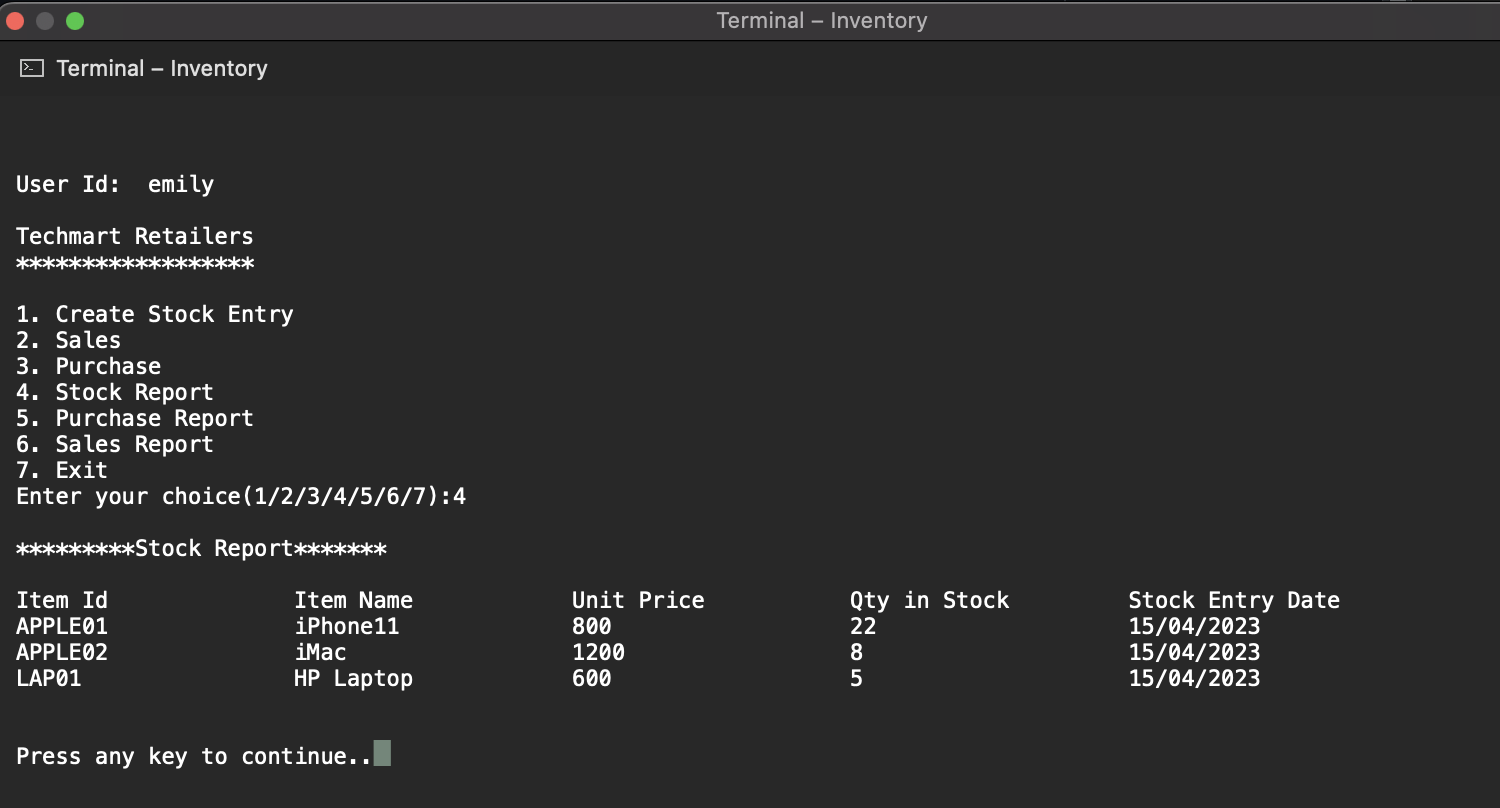 Terminal – Inventory
Terminal – Inventory
User Id:  emily
Techmart Retailers
******************
1. Create Stock Entry
2. Sales
3. Purchase
4. Stock Report
5. Purchase Report
6. Sales Report
7. Exit
Enter your choice(1/2/3/4/5/6/7):4
*********Stock Report*******
Item Id              Item Name            Unit Price           Qty in Stock         Stock Entry Date
APPLE01              iPhone11             800                  22                   15/04/2023
APPLE02              iMac                 1200                 8                    15/04/2023
LAP01                HP Laptop            600                  5                    15/04/2023
Press any key to continue..